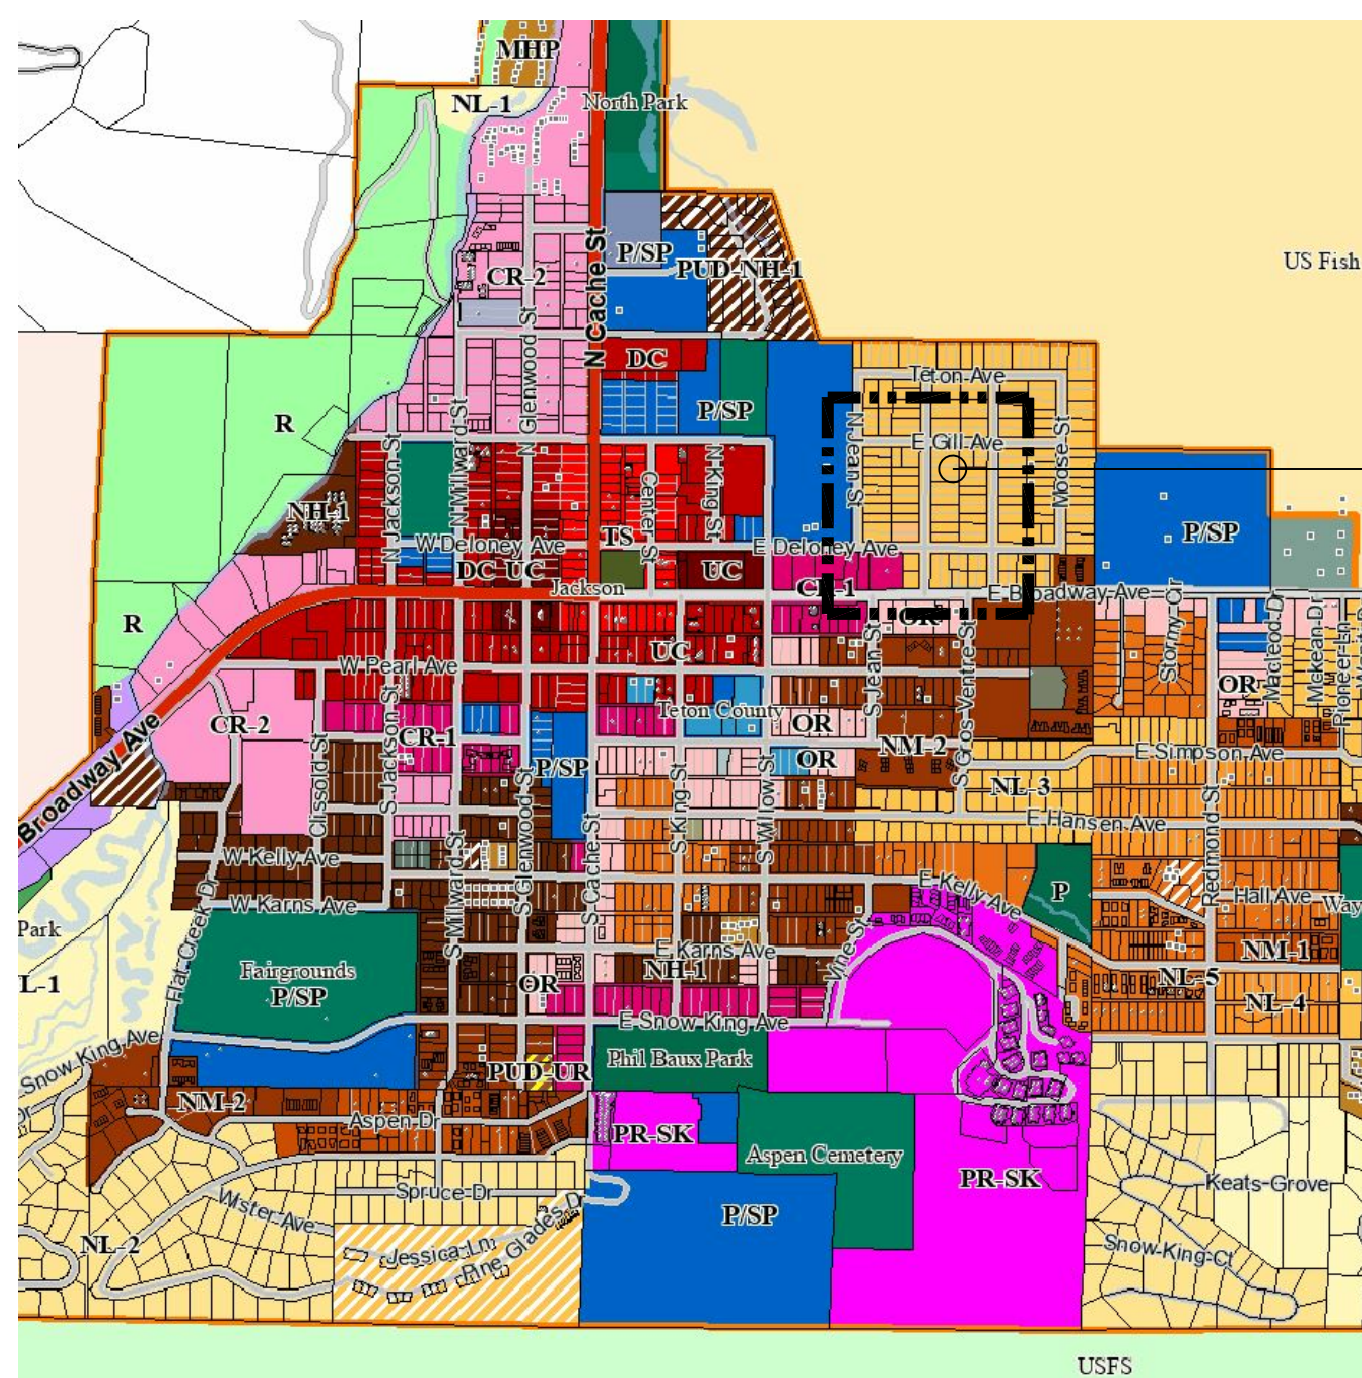 MHP
NL-1
North Park
N Cache St
P/SP
PUD-NH-1
US Fish
CR-2
N Glenwood St
DC
Teton Ave
P/SP
N Jean St
E Gill Ave
Moose St
R
N Jackson St
N Millward St
Center St
N King St
NH-1
TS
P/SP
W Deloney Ave
E Deloney Ave
DC
UC
UC
Jackson
CR-1
E Broadway Ave
OR
Stormy Cir
Macleod Dr
Mckean Dr
Pioneer Ln
R
UC
W Pearl Ave
S Jean St
S Gros Ventre St
OR
Teton County
CR-2
CR-1
S Jackson St
OR
OR
NM-2
E Simpson Ave
Broadway Ave
Clissold St
P/SP
NL-3
Redmond St
S Glenwood St
S King St
S Willow St
E Hansen Ave
W Kelly Ave
S Millward St
S Cache St
E Kelly Ave
P
Hall Ave
Way
W Karns Ave
Flat Creek Dr
Park
Vine St
E Karns Ave
NM-1
Fairgrounds
P/SP
L-1
OR
NH-1
NL-5
NL-4
E Snow King Ave
Snow King Ave
PUD-UR
Phil Baux Park
NM-2
Aspen Dr
PR-SK
Aspen Cemetery
PR-SK
Spruce Dr
Keats Grove
Wister Ave
P/SP
NL-2
Jessica Ln
Pine Glades Dr
Snow King Ct
USFS